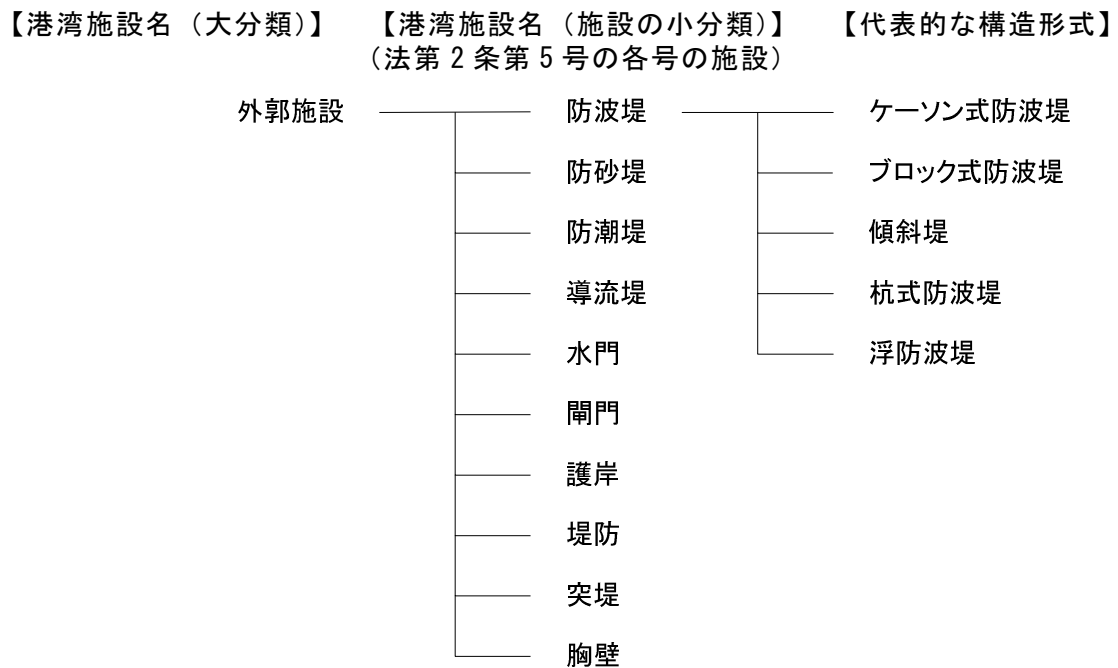 【港湾施設名（大分類）】 【港湾施設名（施設の小分類）】 【代表的な構造形式】
（法第２条第５号の各号の施設）
外郭施設 防波堤 ケーソン式防波堤
防砂堤 ブロック式防波堤
防潮堤 傾斜堤
導流堤 杭式防波堤
水門 浮防波堤
閘門
護岸
堤防
突堤
胸壁